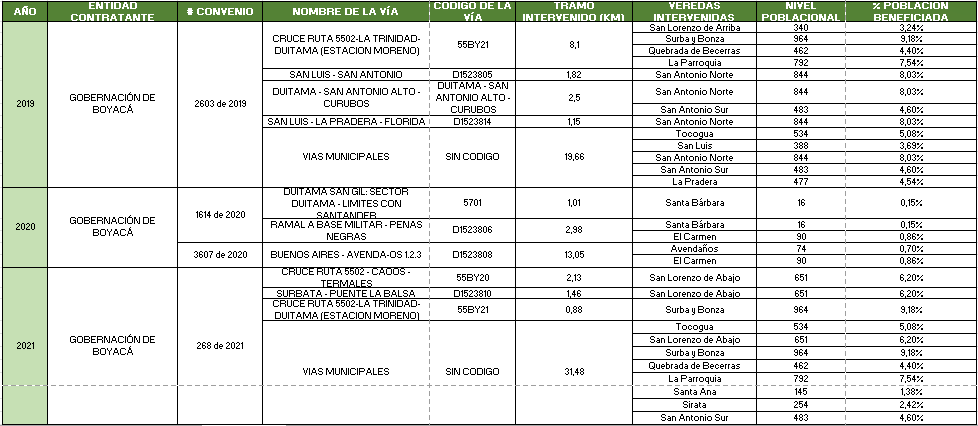 AÑO ENTIDAD CONTRATANTE # CONVENIO NOMBRE DE LA VÍA CODIGO DE LA VÍA TRAMO INTERVENIDO (KM) VEREDAS INTERVENIDAS NIVEL POBLACIONAL % POBLACION BENEFICIADA
2019 GOBERNACIÓN DE BOYACÁ 2603 de 2019 CRUCE RUTA 5502-LA TRINIDAD-DUITAMA (ESTACION MORENO) 55BY21 8,1 San Lorenzo de Arriba 340 3,24%
Surba y Bonza 964 9,18%
Quebrada de Becerras 462 4,40%
La Parroquia 792 7,54%
SAN LUIS - SAN ANTONIO D1523805 1,82 San Antonio Norte 844 8,03%
DUITAMA - SAN ANTONIO ALTO - CURUBOS DUITAMA - SAN ANTONIO ALTO - CURUBOS 2,5 San Antonio Norte 844 8,03%
San Antonio Sur 483 4,60%
SAN LUIS - LA PRADERA - FLORIDA D1523814 1,15 San Antonio Norte 844 8,03%
VIAS MUNICIPALES SIN CODIGO 19,66 Tocogua 534 5,08%
San Luis 388 3,69%
San Antonio Norte 844 8,03%
San Antonio Sur 483 4,60%
La Pradera 477 4,54%
2020 GOBERNACIÓN DE BOYACÁ 1614 de 2020 DUITAMA SAN GIL: SECTOR DUITAMA - LIMITES CON SANTANDER 5701 1,01 Santa Bárbara 16 0,15%
RAMAL A BASE MILITAR - PEÑAS NEGRAS D1523806 2,98 Santa Bárbara 16 0,15%
El Carmen 90 0,86%
3607 de 2020 BUENOS AIRES - AVENDA-OS 1.2.3 D1523808 13,05 Avendaños 74 0,70%
El Carmen 90 0,86%
2021 GOBERNACIÓN DE BOYACÁ 268 de 2021 CRUCE RUTA 5502 - CAOOS - TERMALES 55BY20 2,13 San Lorenzo de Abajo 651 6,20%
SURBATA - PUENTE LA BALSA D1523810 1,46 San Lorenzo de Abajo 651 6,20%
CRUCE RUTA 5502-LA TRINIDAD-DUITAMA (ESTACION MORENO) 55BY21 0,88 Surba y Bonza 964 9,18%
VIAS MUNICIPALES SIN CODIGO 31,48 Tocogua 534 5,08%
San Lorenzo de Abajo 651 6,20%
Surba y Bonza 964 9,18%
Quebrada de Becerras 462 4,40%
La Parroquia 792 7,54%
Santa Ana 145 1,38%
Sirata 254 2,42%
San Antonio Sur 483 4,60%